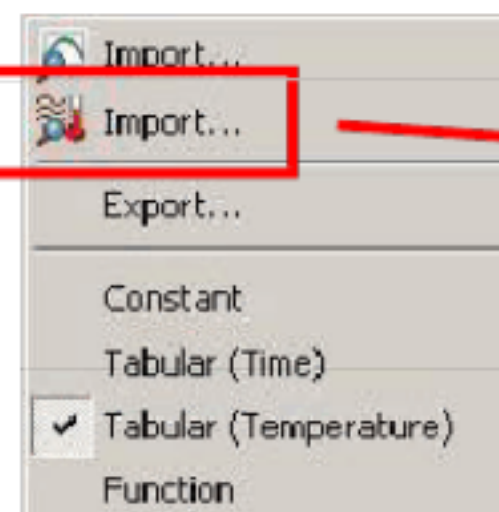 Import...
Import...
Export...
Constant
Tabular (Time)
Tabular (Temperature)
Function